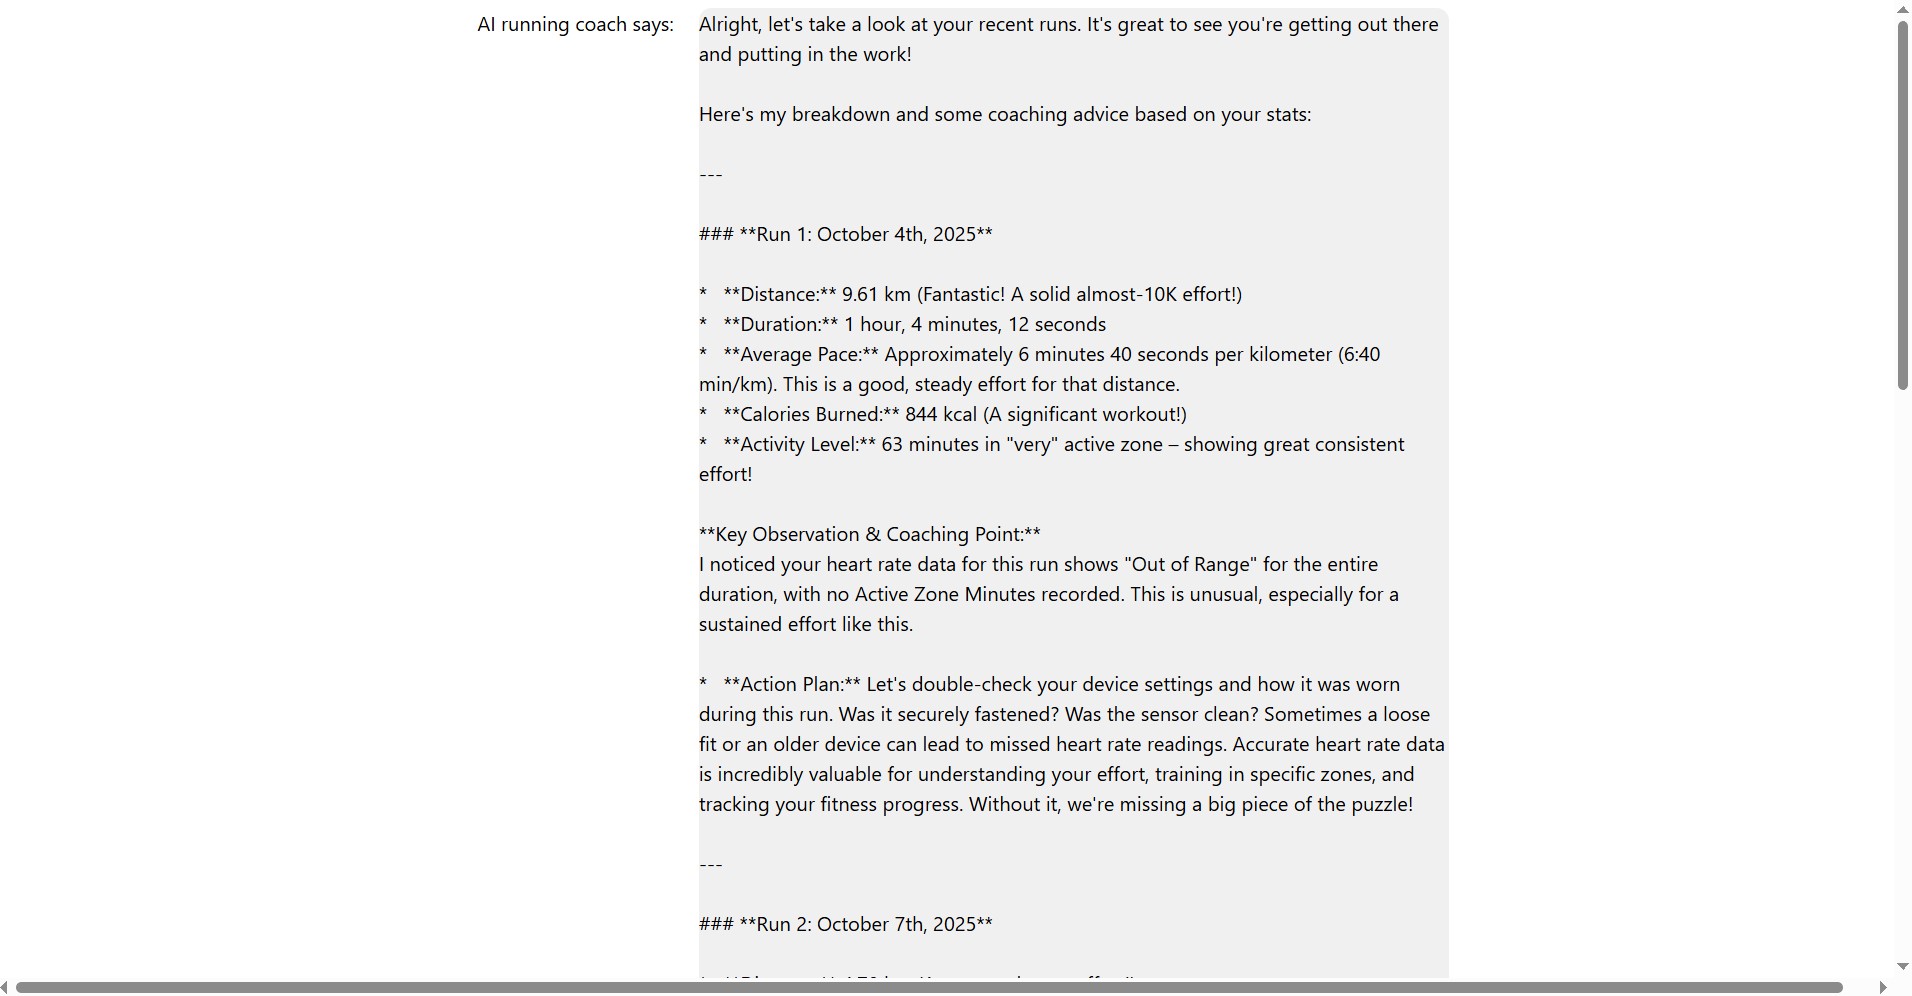 AI running coach says:
Alright, let's take a look at your recent runs. It's great to see you're getting out there
and putting in the work!
Here's my breakdown and some coaching advice based on your stats:
---
### **Run 1: October 4th, 2025**
*   **Distance:** 9.61 km (Fantastic! A solid almost-10K effort!)
*   **Duration:** 1 hour, 4 minutes, 12 seconds
*   **Average Pace:** Approximately 6 minutes 40 seconds per kilometer (6:40
min/km). This is a good, steady effort for that distance.
*   **Calories Burned:** 844 kcal (A significant workout!)
*   **Activity Level:** 63 minutes in "very" active zone – showing great consistent
effort!
**Key Observation & Coaching Point:**
I noticed your heart rate data for this run shows "Out of Range" for the entire
duration, with no Active Zone Minutes recorded. This is unusual, especially for a
sustained effort like this.
*   **Action Plan:** Let's double-check your device settings and how it was worn
during this run. Was it securely fastened? Was the sensor clean? Sometimes a loose
fit or an older device can lead to missed heart rate readings. Accurate heart rate data
is incredibly valuable for understanding your effort, training in specific zones, and
tracking your fitness progress. Without it, we're missing a big piece of the puzzle!
---
### **Run 2: October 7th, 2025**